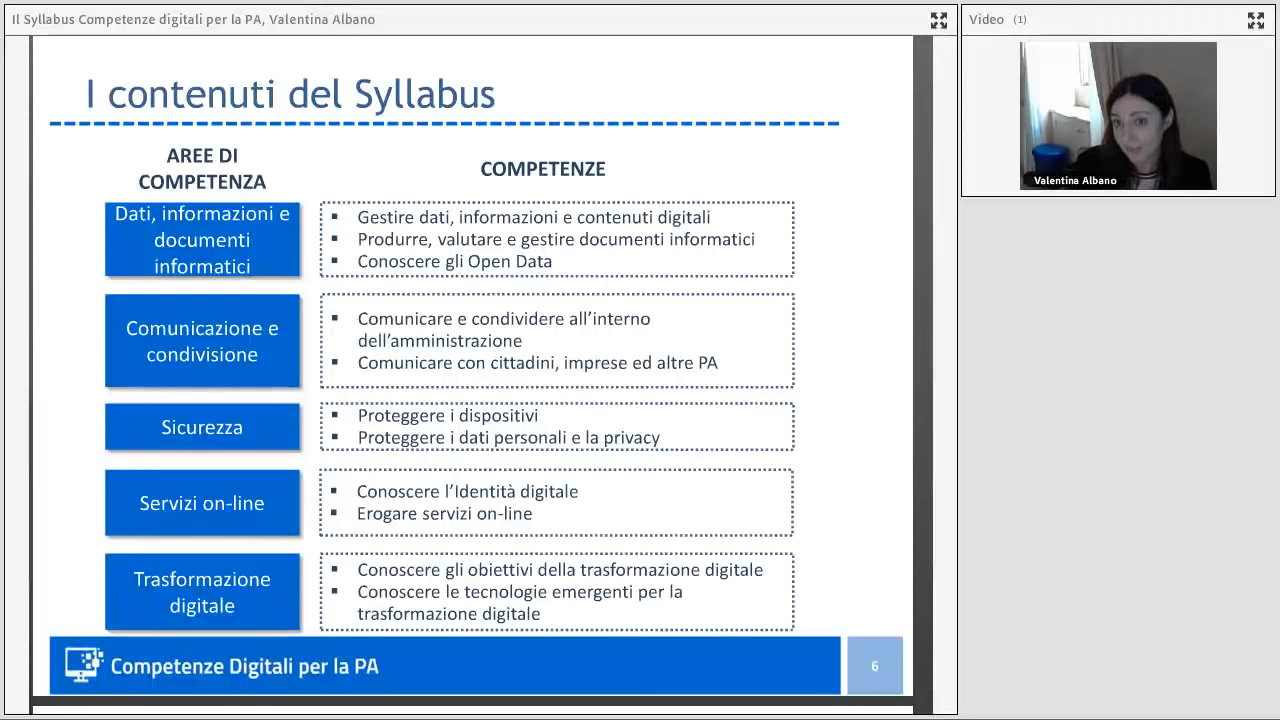 Il Syllabus Competenze digitali per la PA, Valentina Albano
Video (1)
Valentina Albano
I contenuti del Syllabus
AREE DI
COMPETENZA
COMPETENZE
Dati, informazioni e
documenti
informatici
▪ Gestire dati, informazioni e contenuti digitali
▪ Produrre, valutare e gestire documenti informatici
▪ Conoscere gli Open Data
Comunicazione e
condivisione
▪ Comunicare e condividere all’interno
dell’amministrazione
▪ Comunicare con cittadini, imprese ed altre PA
Sicurezza
▪ Proteggere i dispositivi
▪ Proteggere i dati personali e la privacy
Servizi on-line
▪ Conoscere l’Identità digitale
▪ Erogare servizi on-line
Trasformazione
digitale
▪ Conoscere gli obiettivi della trasformazione digitale
▪ Conoscere le tecnologie emergenti per la
trasformazione digitale
Competenze Digitali per la PA
6